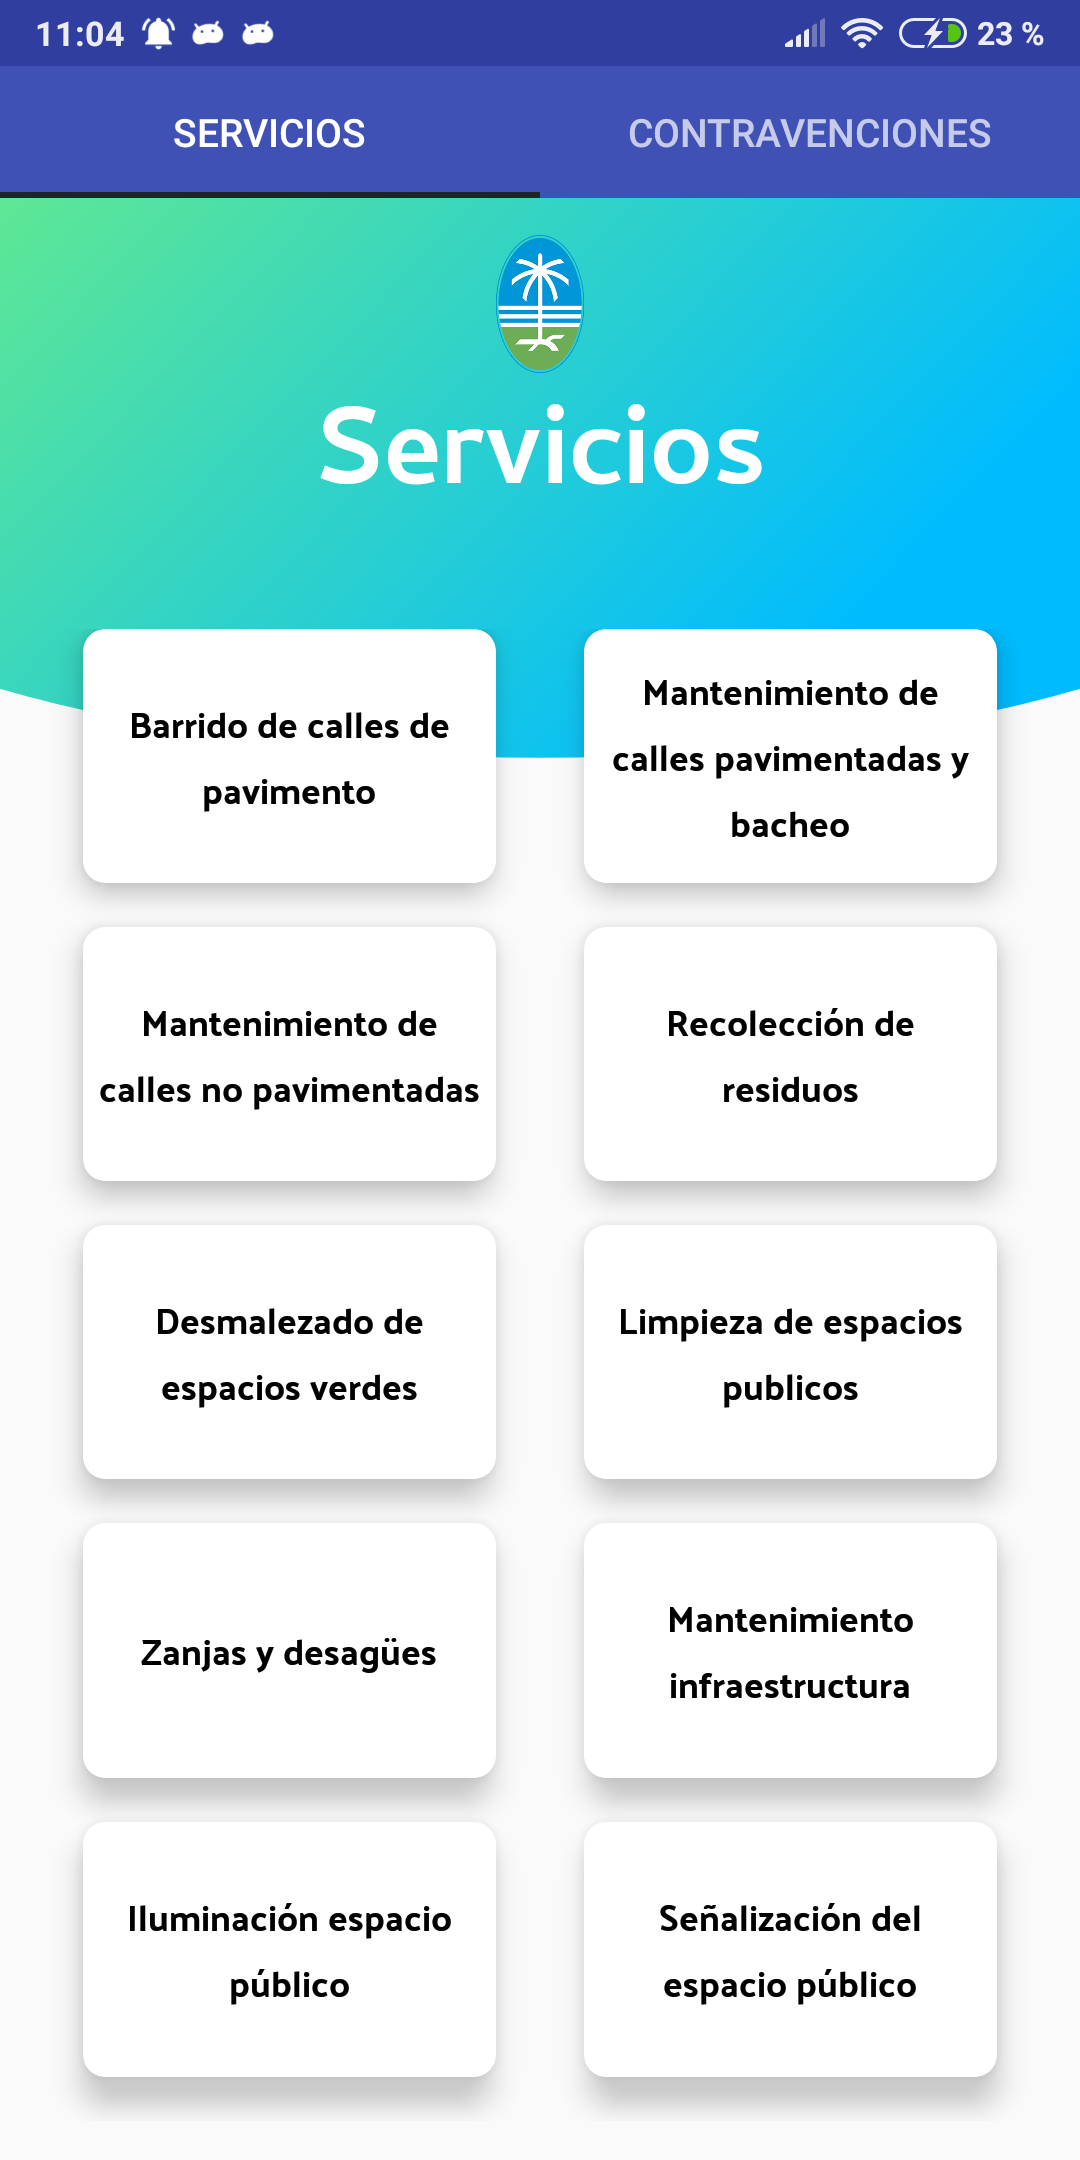 11:04
23 %
SERVICIOS
CONTRAVENCIONES
Servicios
Barrido de calles de
pavimento
Mantenimiento de
calles pavimentadas y
bacheo
Mantenimiento de
calles no pavimentadas
Recolección de
residuos
Desmalezado de
espacios verdes
Limpieza de espacios
publicos
Zanjas y desagües
Mantenimiento
infraestructura
Iluminación espacio
público
Señalización del
espacio público